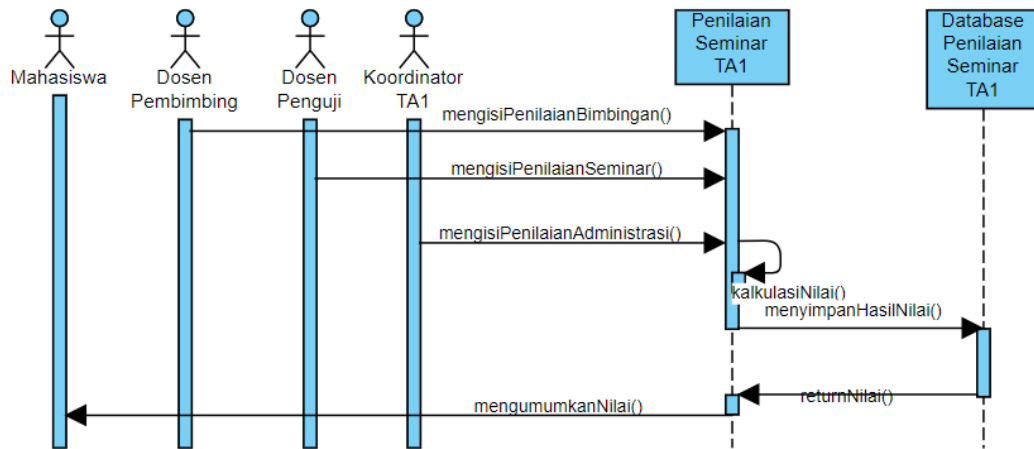 Mahasiswa
Dosen
Pembimbing
Dosen
Penguji
Koordinator
TA1
Penilaian
Seminar
TA1
Database
Penilaian
Seminar
TA1
mengisiPenilaianBimbingan()
mengisiPenilaianSeminar()
mengisiPenilaianAdministrasi()
kalkulasiNilai()
menyimpanHasilNilai()
returnNilai()
mengumumkanNilai()